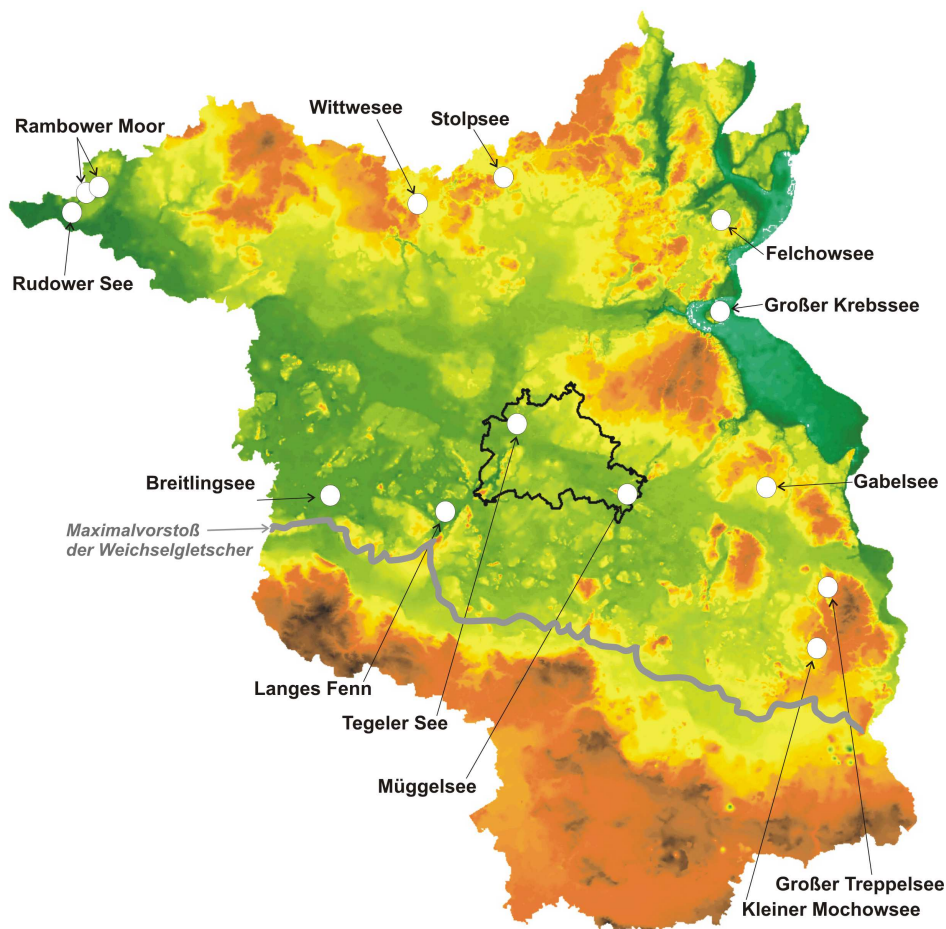 Wittwesee
Stolpsee
Rambower Moor
Felchowsee
Rudower See
Großer Krebssee
Breitlingsee
Gabelsee
Maximalvorstoß
der Weichselgletscher
Langes Fenn
Tegeler See
Müggelsee
Großer Treppelsee
Kleiner Mochowsee